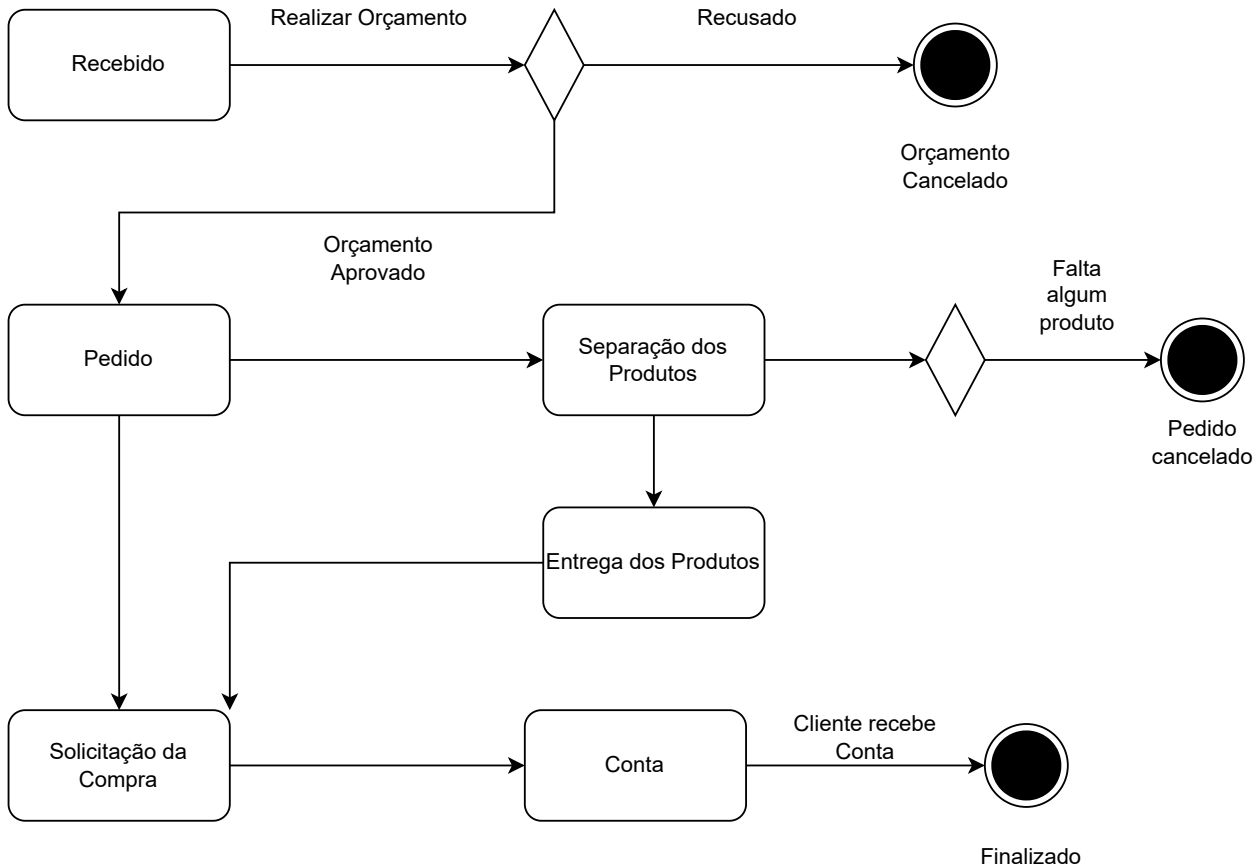 Realizar Orçamento
Recusado
Recebido
Orçamento
Cancelado
Orçamento
Aprovado
Falta
algum
produto
Pedido
Separação dos
Produtos
Pedido
cancelado
Entrega dos Produtos
Solicitação da
Compra
Conta
Cliente recebe
Conta
Finalizado